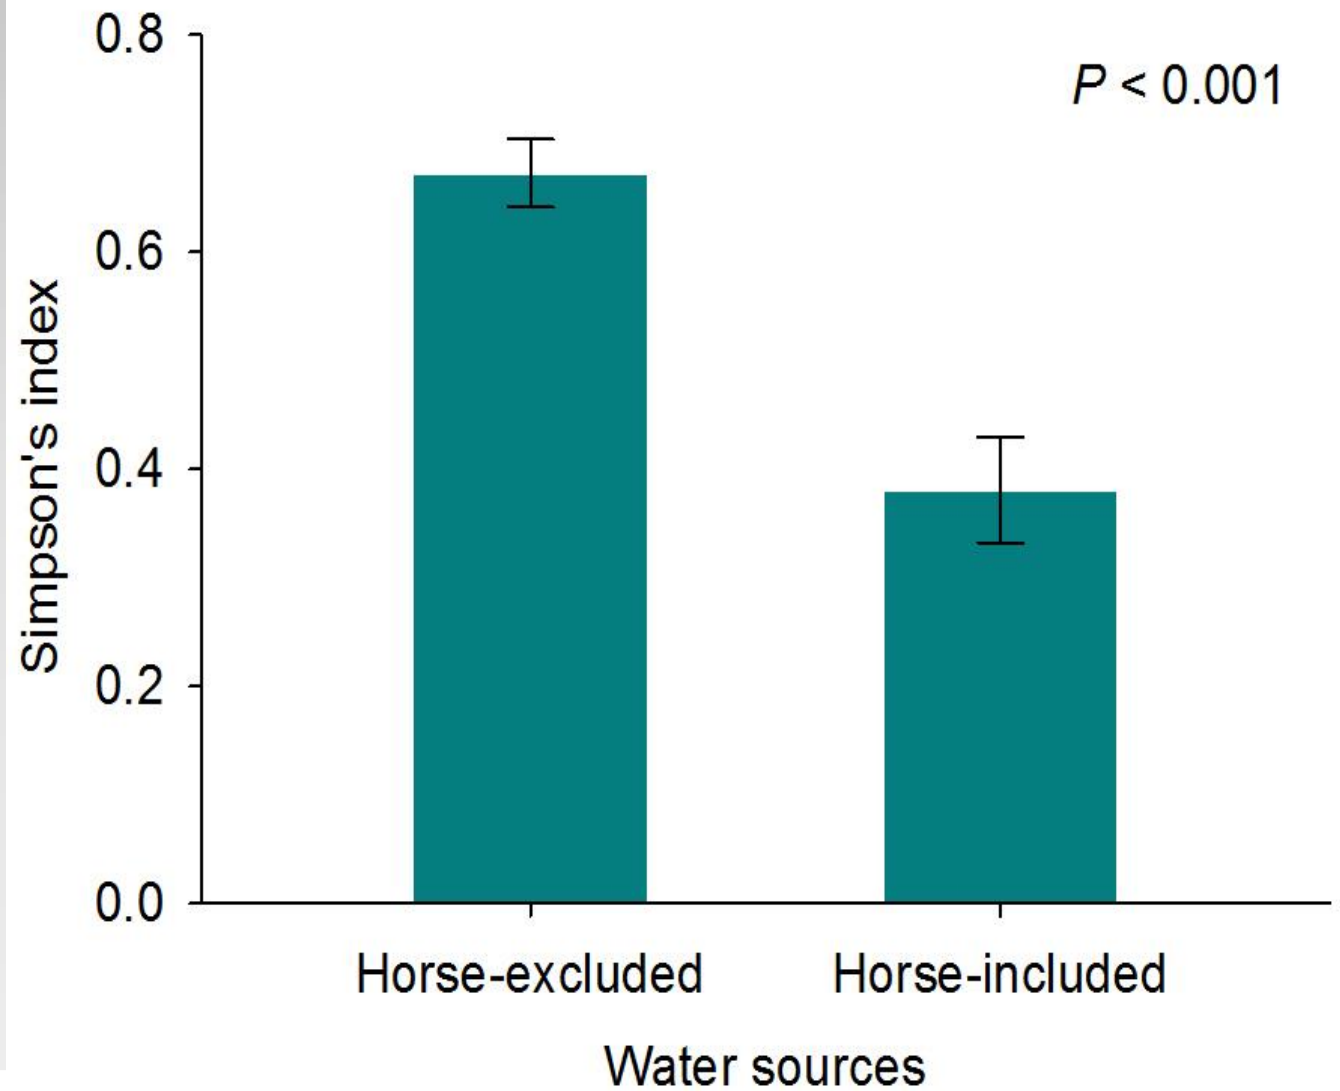 0.8
P < 0.001
0.6
Simpson's index
0.4
0.2
0.0
Horse-excluded
Horse-included
Water sources